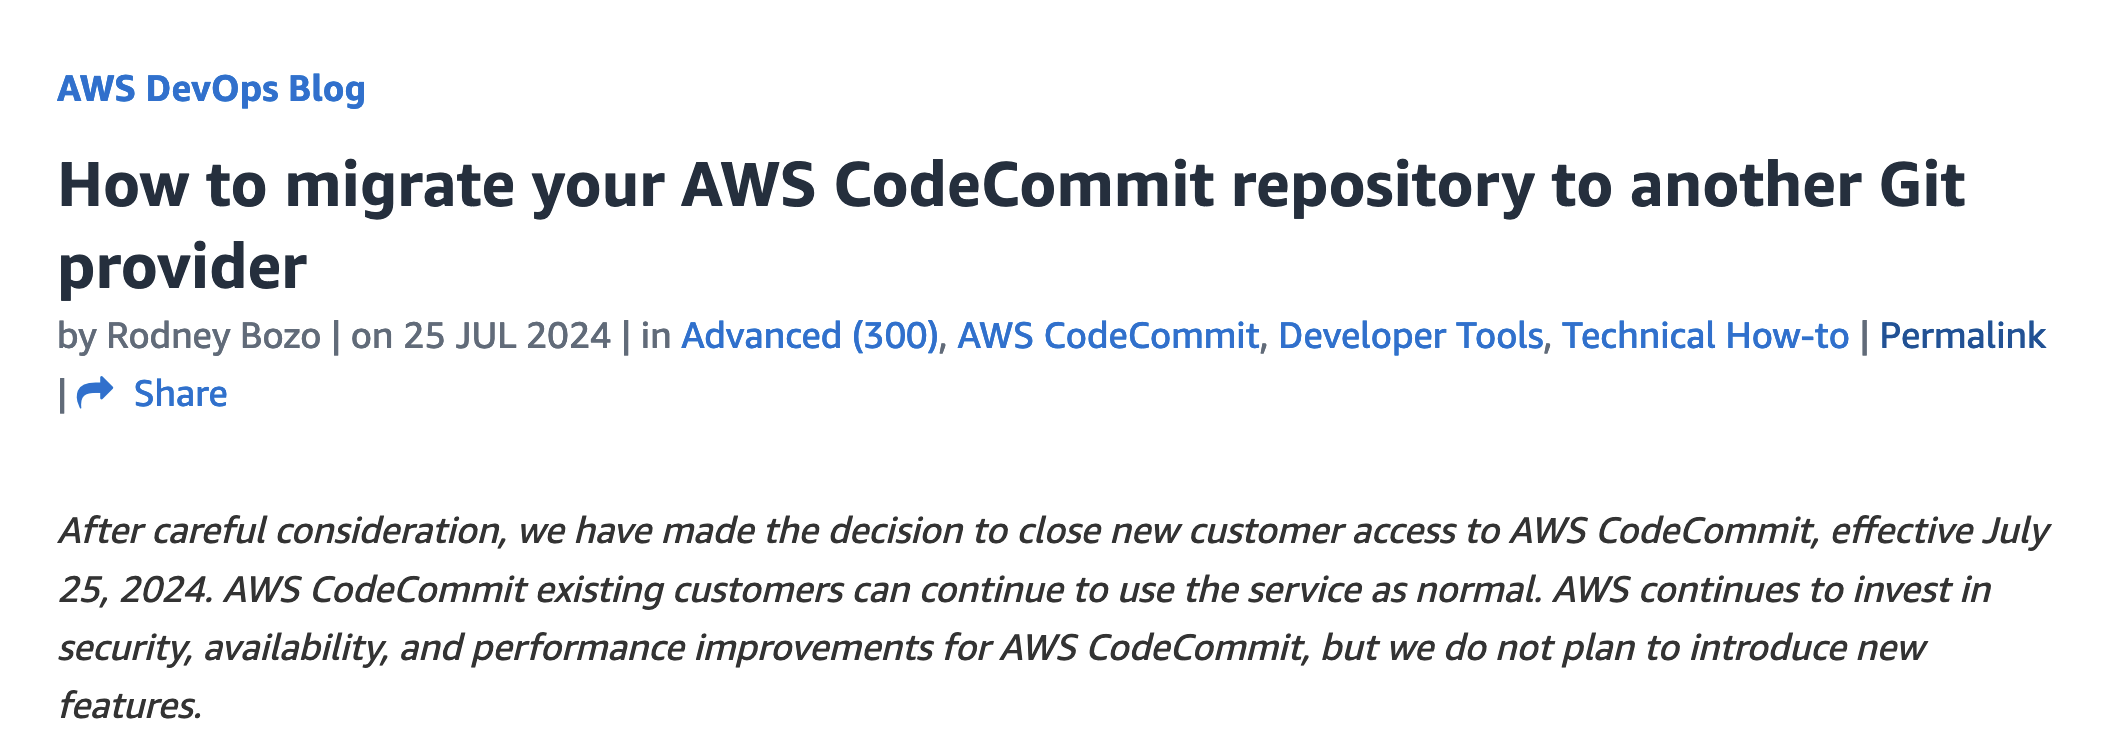 AWS DevOps Blog
How to migrate your AWS CodeCommit repository to another Git
provider
by Rodney Bozo | on 25 JUL 2024 | in Advanced (300), AWS CodeCommit, Developer Tools, Technical How-to | Permalink
| Share
After careful consideration, we have made the decision to close new customer access to AWS CodeCommit, effective July
25, 2024. AWS CodeCommit existing customers can continue to use the service as normal. AWS continues to invest in
security, availability, and performance improvements for AWS CodeCommit, but we do not plan to introduce new
features.